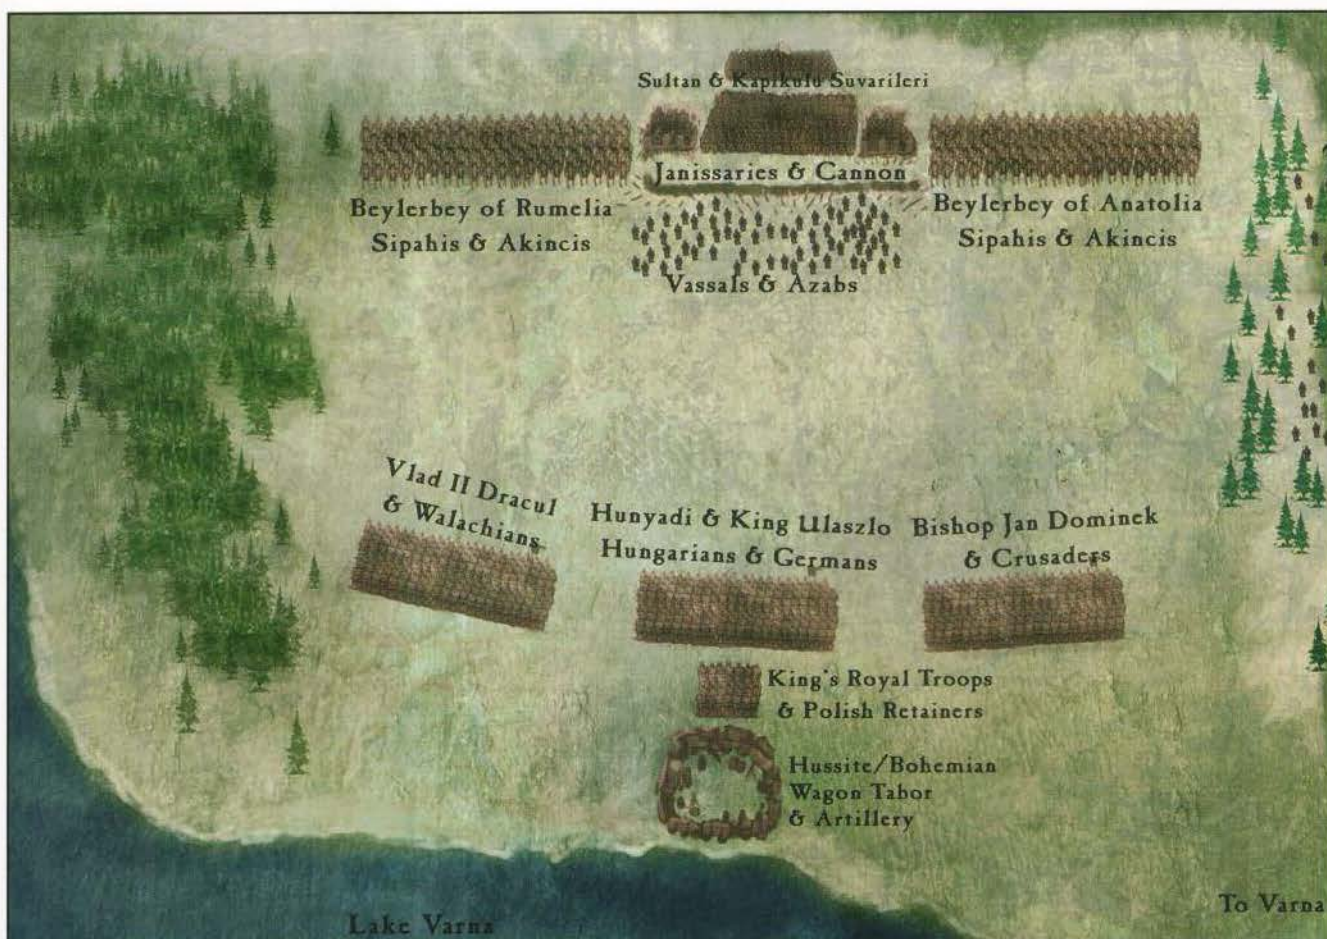 Sultan & Kapikulu Suvarileri
Janissaries & Cannon
Beylerbey of Rumelia
Sipahis & Akincis
Beylerbey of Anatolia
Sipahis & Akincis
Vassals & Azabs
Vlad II Dracul
& Walachians
Hunyadi & King Ulaszlo
Hungarians & Germans
Bishop Jan Dominek
& Crusaders
King's Royal Troops
& Polish Retainers
Hussite/Bohemian
Wagon Tabor
& Artillery
To Varna
Lake Varna